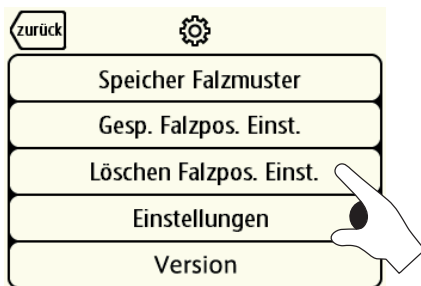 zurück
Speicher Falzmuster
Gesp. Falzpos. Einst.
Löschen Falzpos. Einst.
Einstellungen
Version